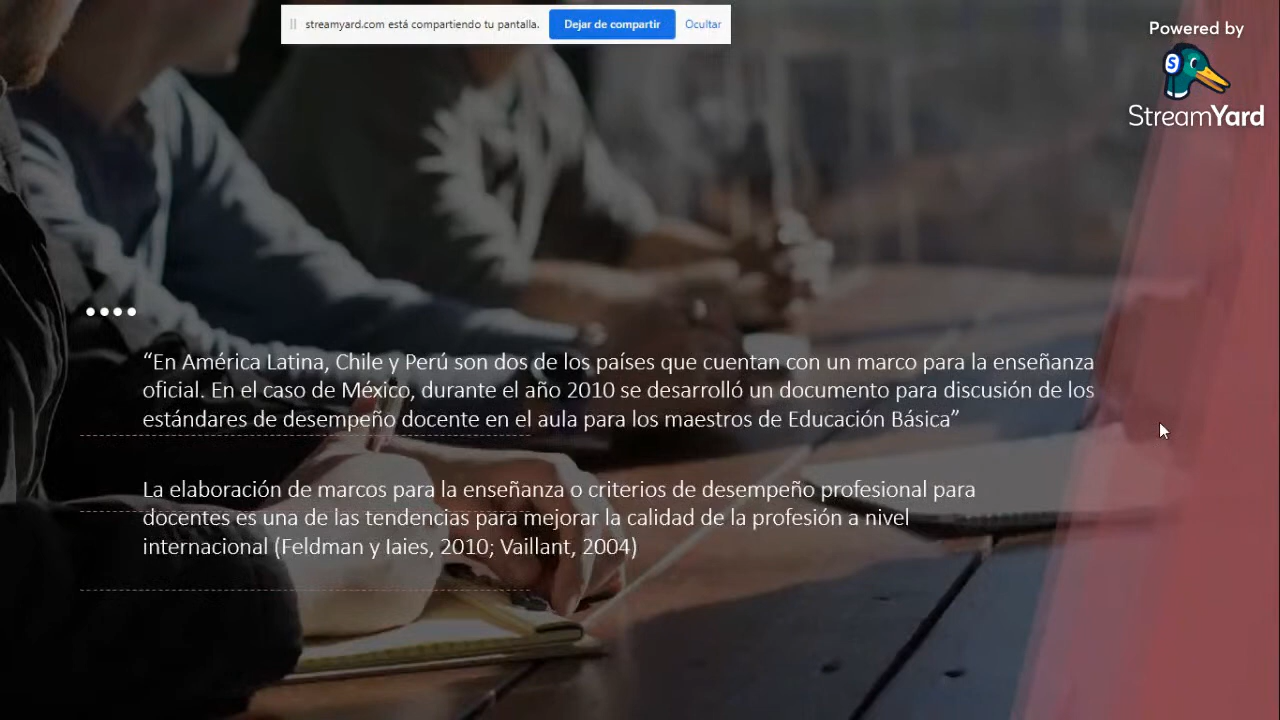 streamyard.com está compartiendo tu pantalla. Dejar de compartir Ocultar
Powered by
S
StreamYard
“En América Latina, Chile y Perú son dos de los países que cuentan con un marco para la enseñanza
oficial. En el caso de México, durante el año 2010 se desarrolló un documento para discusión de los
estándares de desempeño docente en el aula para los maestros de Educación Básica”
La elaboración de marcos para la enseñanza o criterios de desempeño profesional para
docentes es una de las tendencias para mejorar la calidad de la profesión a nivel
internacional (Feldman y Iaies, 2010; Vaillant, 2004)